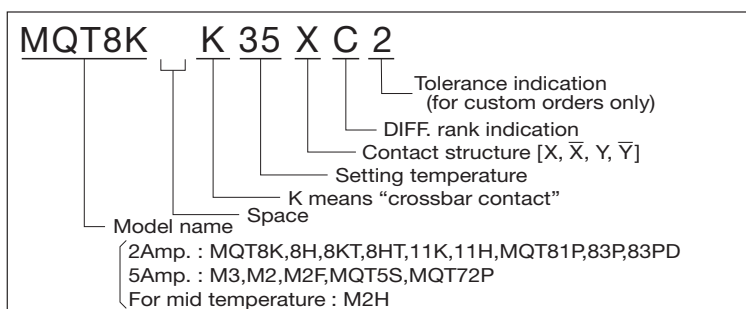 MQT8K K 35 X C 2
Tolerance indication
(for custom orders only)
DIFF. rank indication
Contact structure [X, X̅, Y, Y̅]
Setting temperature
K means “crossbar contact”
Space
Model name
2Amp. : MQT8K,8H,8KT,8HT,11K,11H,MQT81P,83P,83PD
5Amp. : M3,M2,M2F,MQT5S,MQT72P
For mid temperature : M2H